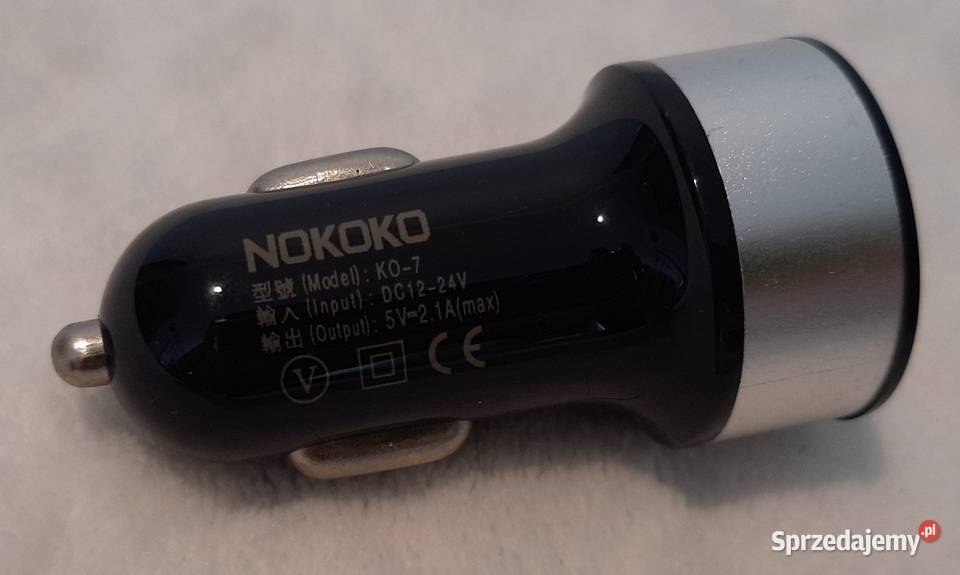 NOKOKO
型號 (Model): KO-7
輸入 (Input): DC12-24V
輸出 (Output): 5V=2.1A(max)
V CE
Sprzedajemy.pl